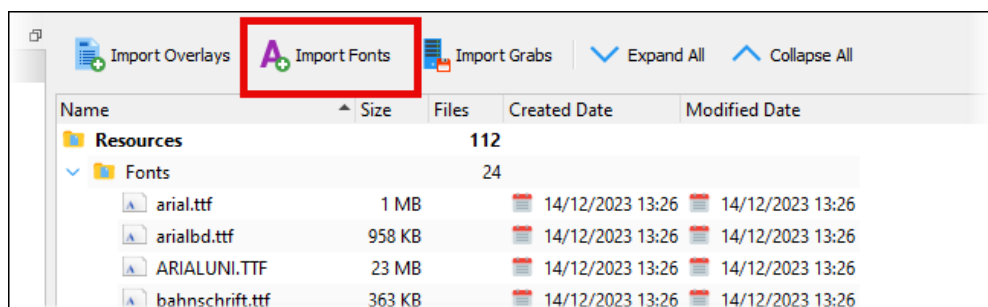 Import Overlays Import Fonts Import Grabs Expand All Collapse All
Name Size Files Created Date Modified Date
Resources 112
Fonts 24
arial.ttf 1 MB 14/12/2023 13:26 14/12/2023 13:26
arialbd.ttf 958 KB 14/12/2023 13:26 14/12/2023 13:26
ARIALUNI.TTF 23 MB 14/12/2023 13:26 14/12/2023 13:26
bahnschrift.ttf 363 KB 14/12/2023 13:26 14/12/2023 13:26